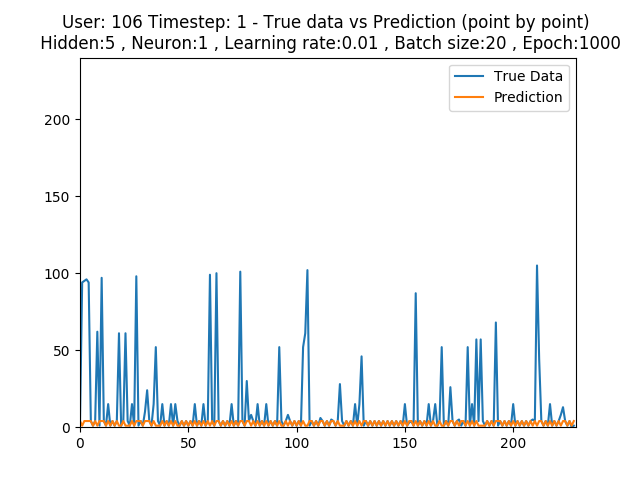 User: 106 Timestep: 1 - True data vs Prediction (point by point)
Hidden:5 , Neuron:1 , Learning rate:0.01 , Batch size:20 , Epoch:1000
True Data
Prediction
200
150
100
50
0
0 50 100 150 200